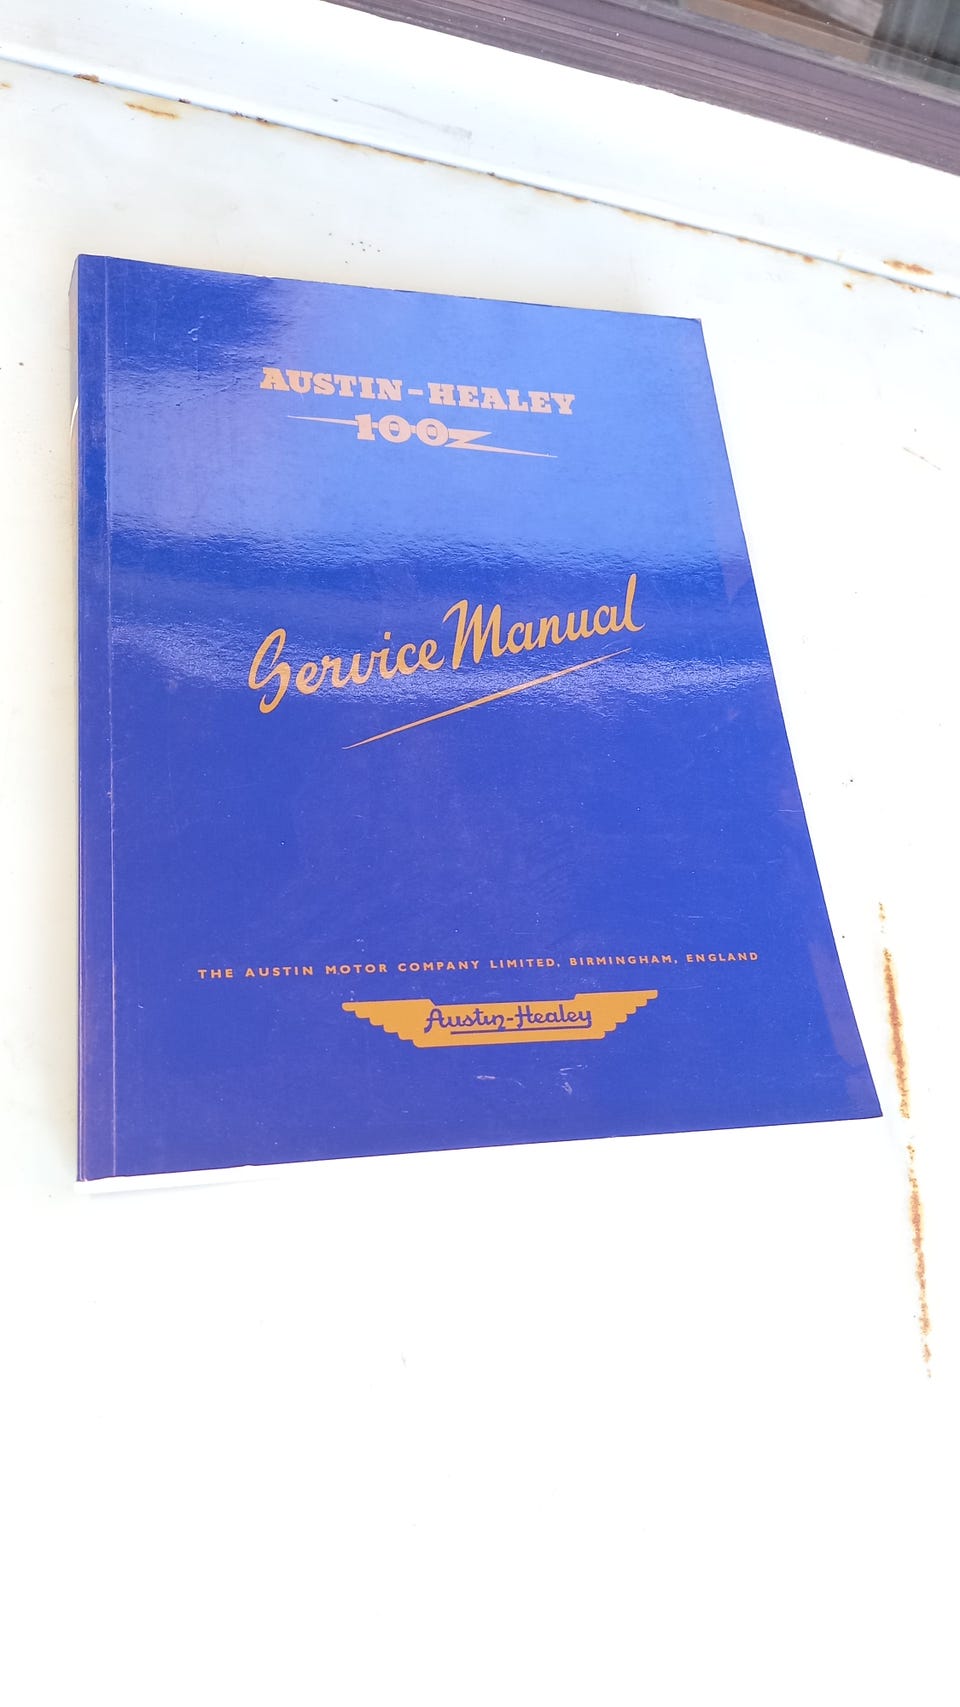 AUSTIN-HEALEY
100
Service Manual
THE AUSTIN MOTOR COMPANY LIMITED, BIRMINGHAM, ENGLAND
Austin-Healey